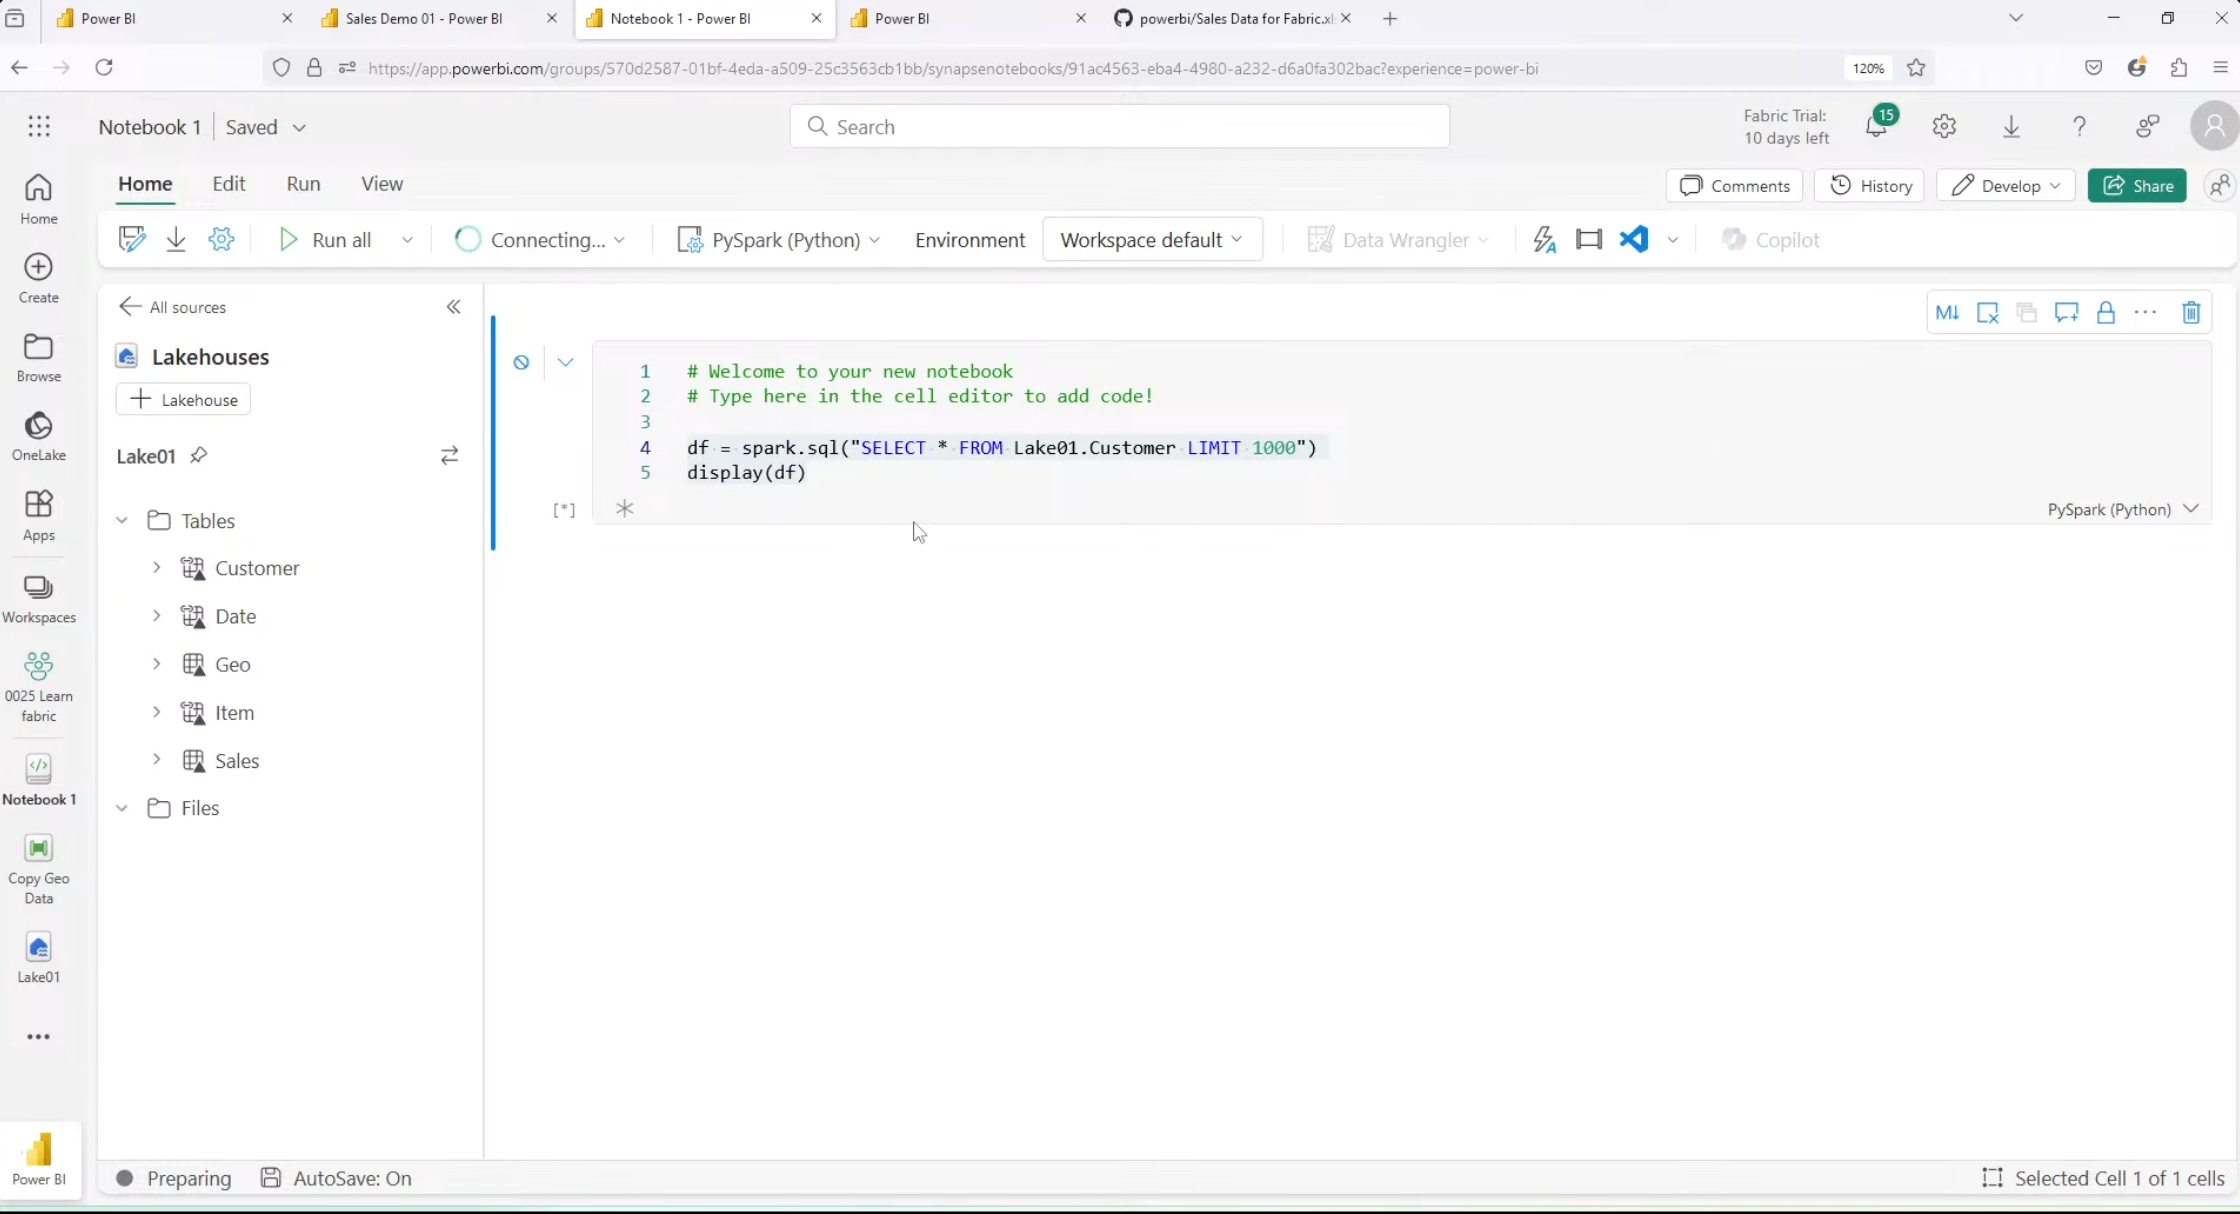 Power BI
Sales Demo 01 - Power BI
Notebook 1 - Power BI
Power BI
powerbi/Sales Data for Fabric.xl
https://app.powerbi.com/groups/570d2587-01bf-4eda-a509-25c3563cb1bb/synapsenotebooks/91ac4563-eba4-4980-a232-d6a0fa302bac?experience=power-bi
120%
Notebook 1
Saved
Search
Fabric Trial:
10 days left
15
Home
Edit
Run
View
Comments
History
Develop
Share
Run all
Connecting...
PySpark (Python)
Environment
Workspace default
Data Wrangler
Copilot
Home
Create
Browse
OneLake
Apps
Workspaces
0025 Learn
fabric
Notebook 1
Copy Geo
Data
Lake01
Power BI
All sources
Lakehouses
Lakehouse
Lake01
Tables
Customer
Date
Geo
Item
Sales
Files
M↓
1 # Welcome to your new notebook
2 # Type here in the cell editor to add code!
3
4 df = spark.sql("SELECT * FROM Lake01.Customer LIMIT 1000")
5 display(df)
[*]
PySpark (Python)
Preparing
AutoSave: On
Selected Cell 1 of 1 cells